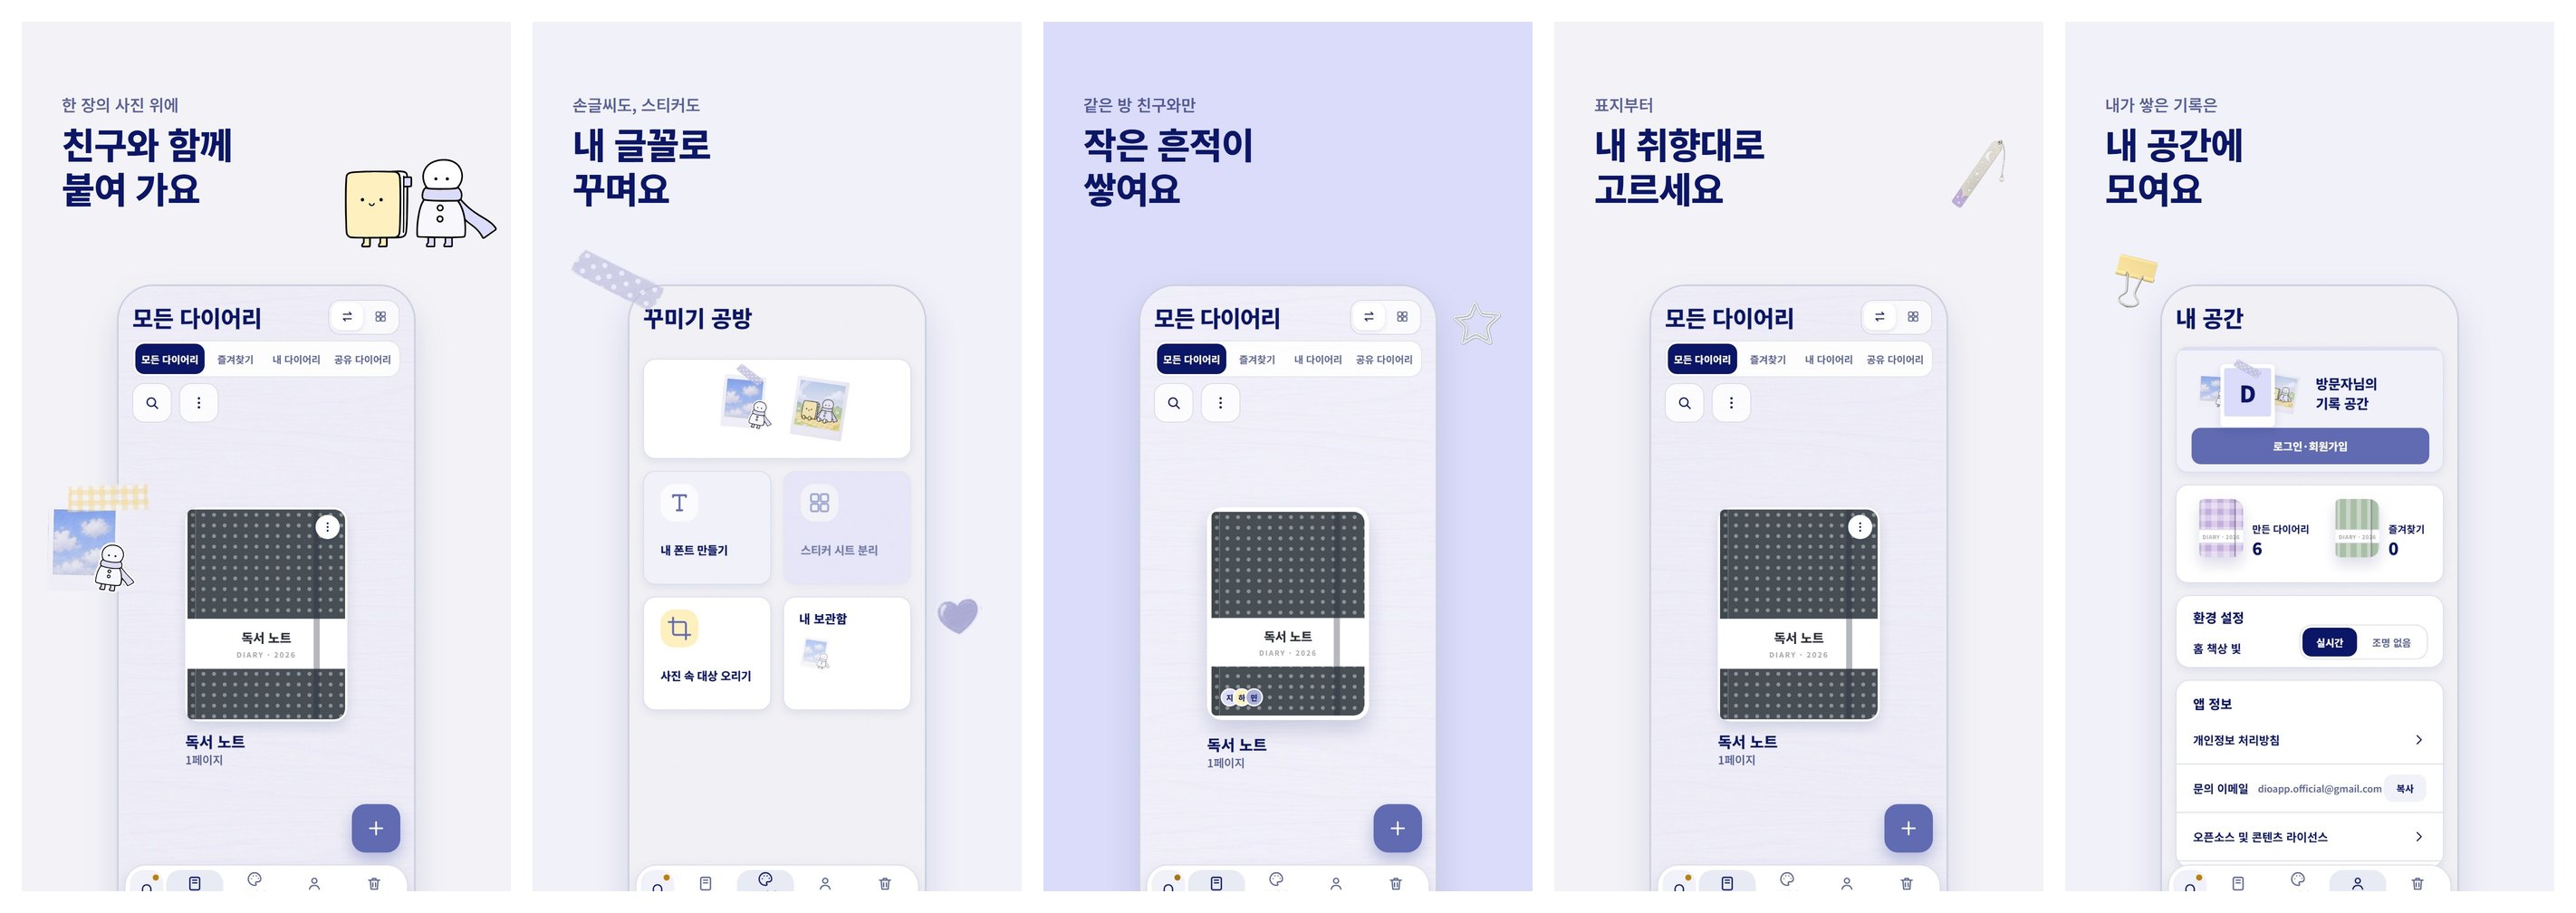 한 장의 사진 위에
친구와 함께
붙여 가요
모든 다이어리
모든 다이어리 즐겨찾기 내 다이어리 공유 다이어리
독서 노트
DIARY · 2026
독서 노트
1페이지
손글씨도, 스티커도
내 글꼴로
꾸며요
꾸미기 공방
내 폰트 만들기
스티커 시트 분리
사진 속 대상 오리기
내 보관함
같은 방 친구와만
작은 흔적이
쌓여요
모든 다이어리
모든 다이어리 즐겨찾기 내 다이어리 공유 다이어리
독서 노트
DIARY · 2026
지 하 민
독서 노트
1페이지
표지부터
내 취향대로
고르세요
모든 다이어리
모든 다이어리 즐겨찾기 내 다이어리 공유 다이어리
독서 노트
DIARY · 2026
독서 노트
1페이지
내가 쌓은 기록은
내 공간에
모여요
내 공간
D
방문자님의
기록 공간
로그인·회원가입
DIARY · 2026
만든 다이어리
6
DIARY · 2026
즐겨찾기
0
환경 설정
홈 책상 빛
실시간 조명 없음
앱 정보
개인정보 처리방침
문의 이메일 dioapp.official@gmail.com 복사
오픈소스 및 콘텐츠 라이선스